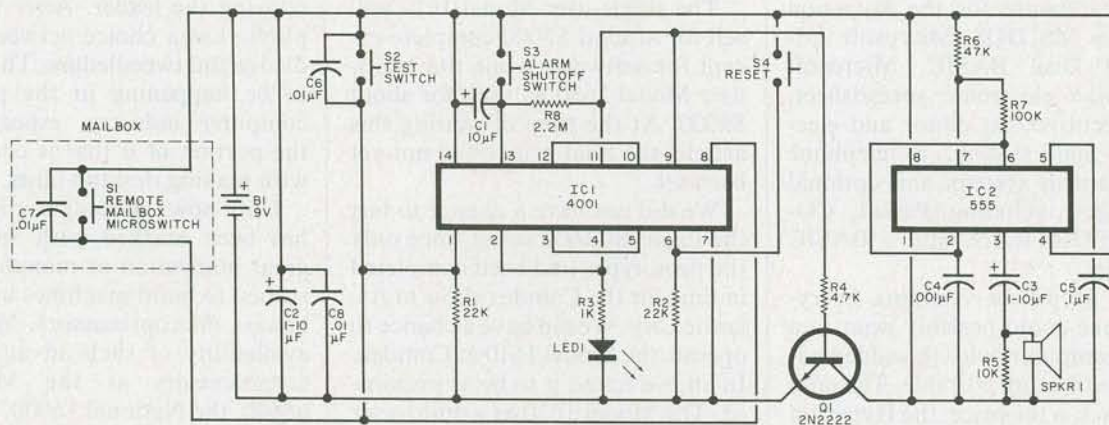 C6
.01µF
S2
TEST
SWITCH
S3
ALARM
SHUTOFF
R8
2.2M
C1
10µF
S4
RESET
R6
47K
R7
100K
MAILBOX
C7
.01µF
S1
REMOTE
MAILBOX
MICROSWITCH
B1
9V
14 13 12 11 10 9 8
IC1
4001
2 3 4 5 6 7
8 7 6 5
IC2
555
1 2 3 4
C2
1-10
µF
C8
.01
µF
R1
22K
R3
1K
LED1
R2
22K
R4
4.7K
Q1
2N2222
C4
.001µF
C3
1-10µF
C5
.1µF
R5
10K
SPKR1